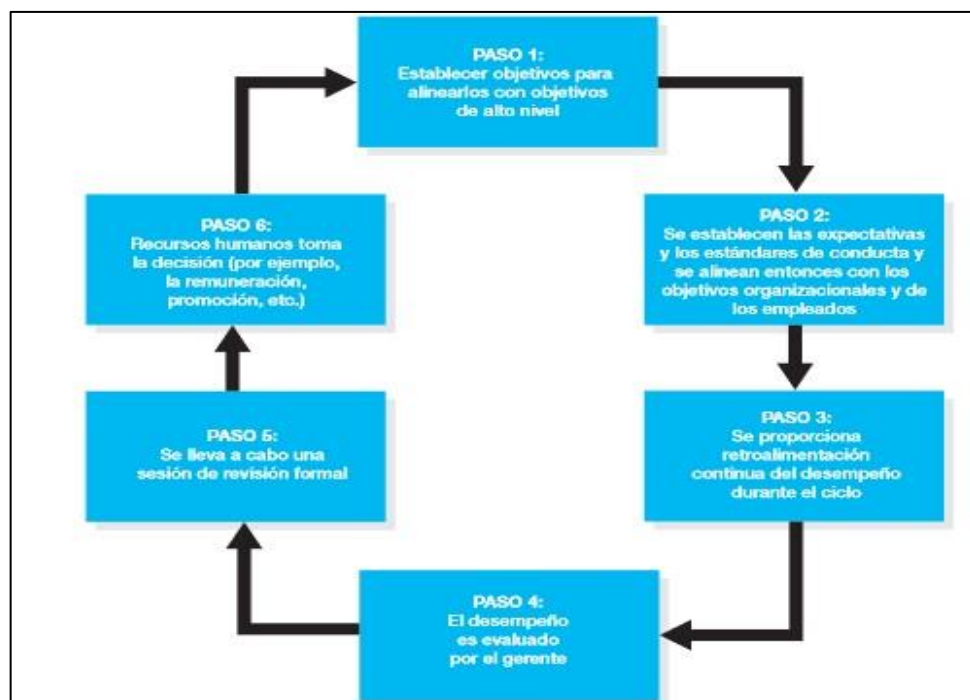 PASO 1:
Establecer objetivos para
alinearlos con objetivos
de alto nivel
PASO 2:
Se establecen las expectativas
y los estándares de conducta y
se alinean entonces con los
objetivos organizacionales y de
los empleados
PASO 3:
Se proporciona
retroalimentación
continua del desempeño
durante el ciclo
PASO 4:
El desempeño
es evaluado
por el gerente
PASO 5:
Se lleva a cabo una
sesión de revisión formal
PASO 6:
Recursos humanos toma
la decisión (por ejemplo,
la remuneración,
promoción, etc.)